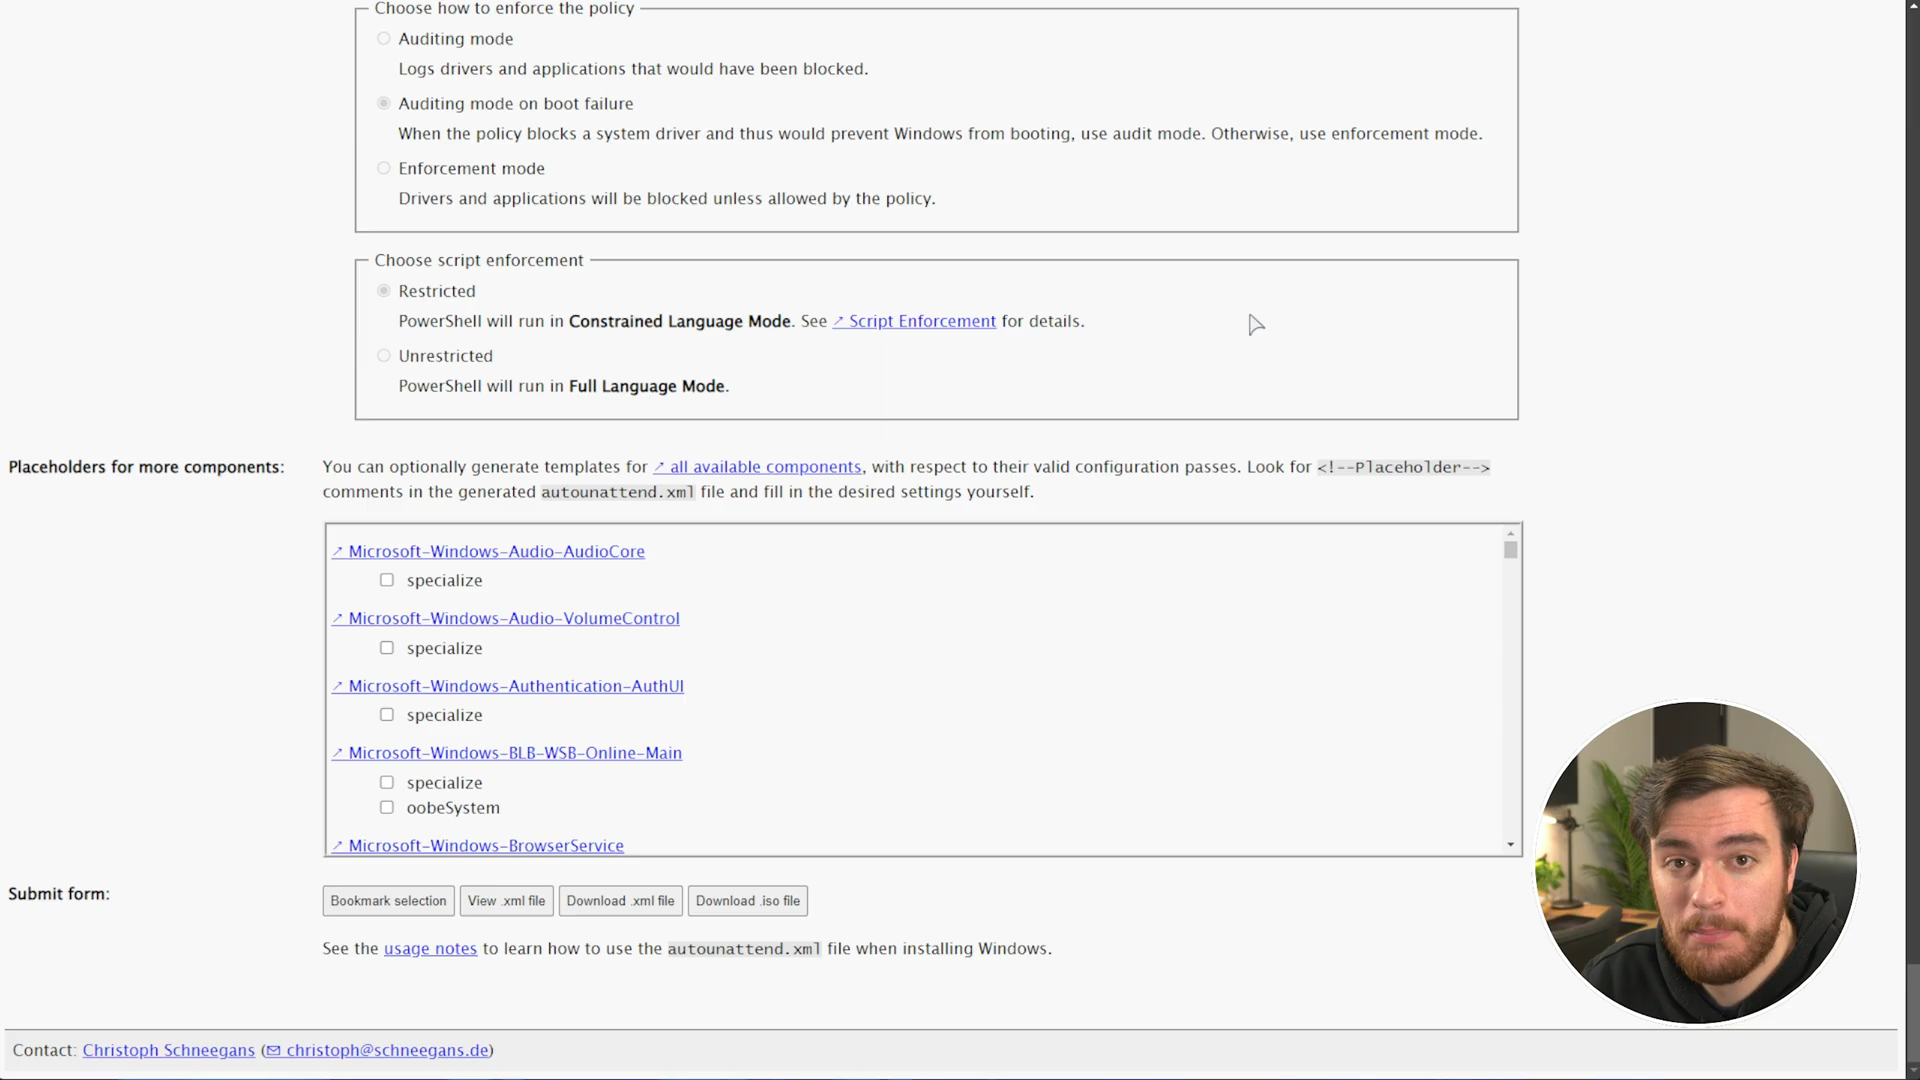 Choose how to enforce the policy
Auditing mode
Logs drivers and applications that would have been blocked.
Auditing mode on boot failure
When the policy blocks a system driver and thus would prevent Windows from booting, use audit mode. Otherwise, use enforcement mode.
Enforcement mode
Drivers and applications will be blocked unless allowed by the policy.
Choose script enforcement
Restricted
PowerShell will run in Constrained Language Mode. See ↗ Script Enforcement for details.
Unrestricted
PowerShell will run in Full Language Mode.
Placeholders for more components:
You can optionally generate templates for ↗ all available components, with respect to their valid configuration passes. Look for <!--Placeholder-->
comments in the generated autounattend.xml file and fill in the desired settings yourself.
↗ Microsoft-Windows-Audio-AudioCore
specialize
↗ Microsoft-Windows-Audio-VolumeControl
specialize
↗ Microsoft-Windows-Authentication-AuthUI
specialize
↗ Microsoft-Windows-BLB-WSB-Online-Main
specialize
oobeSystem
↗ Microsoft-Windows-BrowserService
Submit form:
Bookmark selection View .xml file Download .xml file Download .iso file
See the usage notes to learn how to use the autounattend.xml file when installing Windows.
Contact: Christoph Schneegans (✉ christoph@schneegans.de)